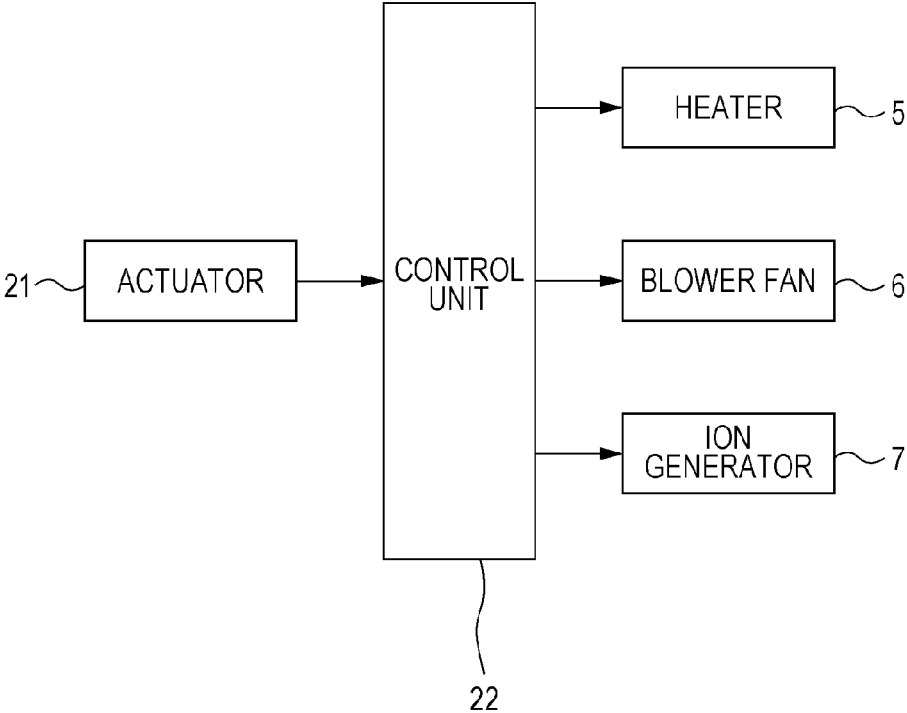 HEATER
5
21
ACTUATOR
CONTROL
UNIT
BLOWER FAN
6
ION
GENERATOR
7
22